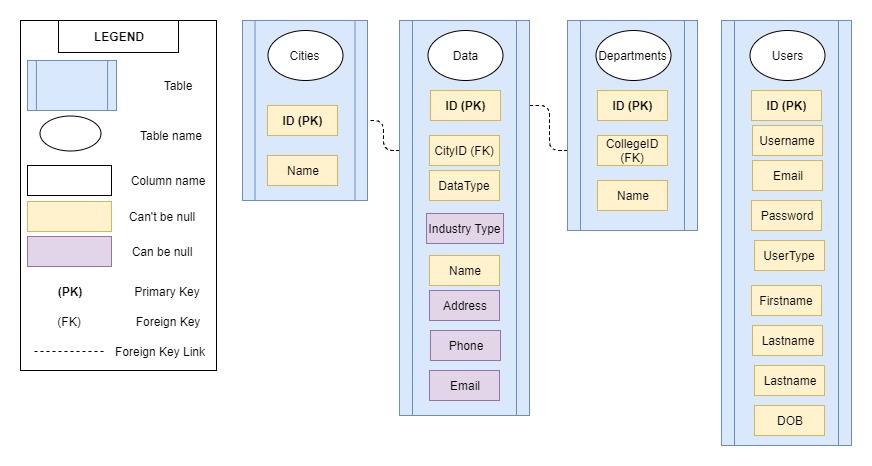 LEGEND
Table
Table name
Column name
Can't be null
Can be null
(PK)
Primary Key
(FK)
Foreign Key
Foreign Key Link
Cities
ID (PK)
Name
Data
ID (PK)
CityID (FK)
DataType
Industry Type
Name
Address
Phone
Email
Departments
ID (PK)
CollegeID
(FK)
Name
Users
ID (PK)
Username
Email
Password
UserType
Firstname
Lastname
Lastname
DOB